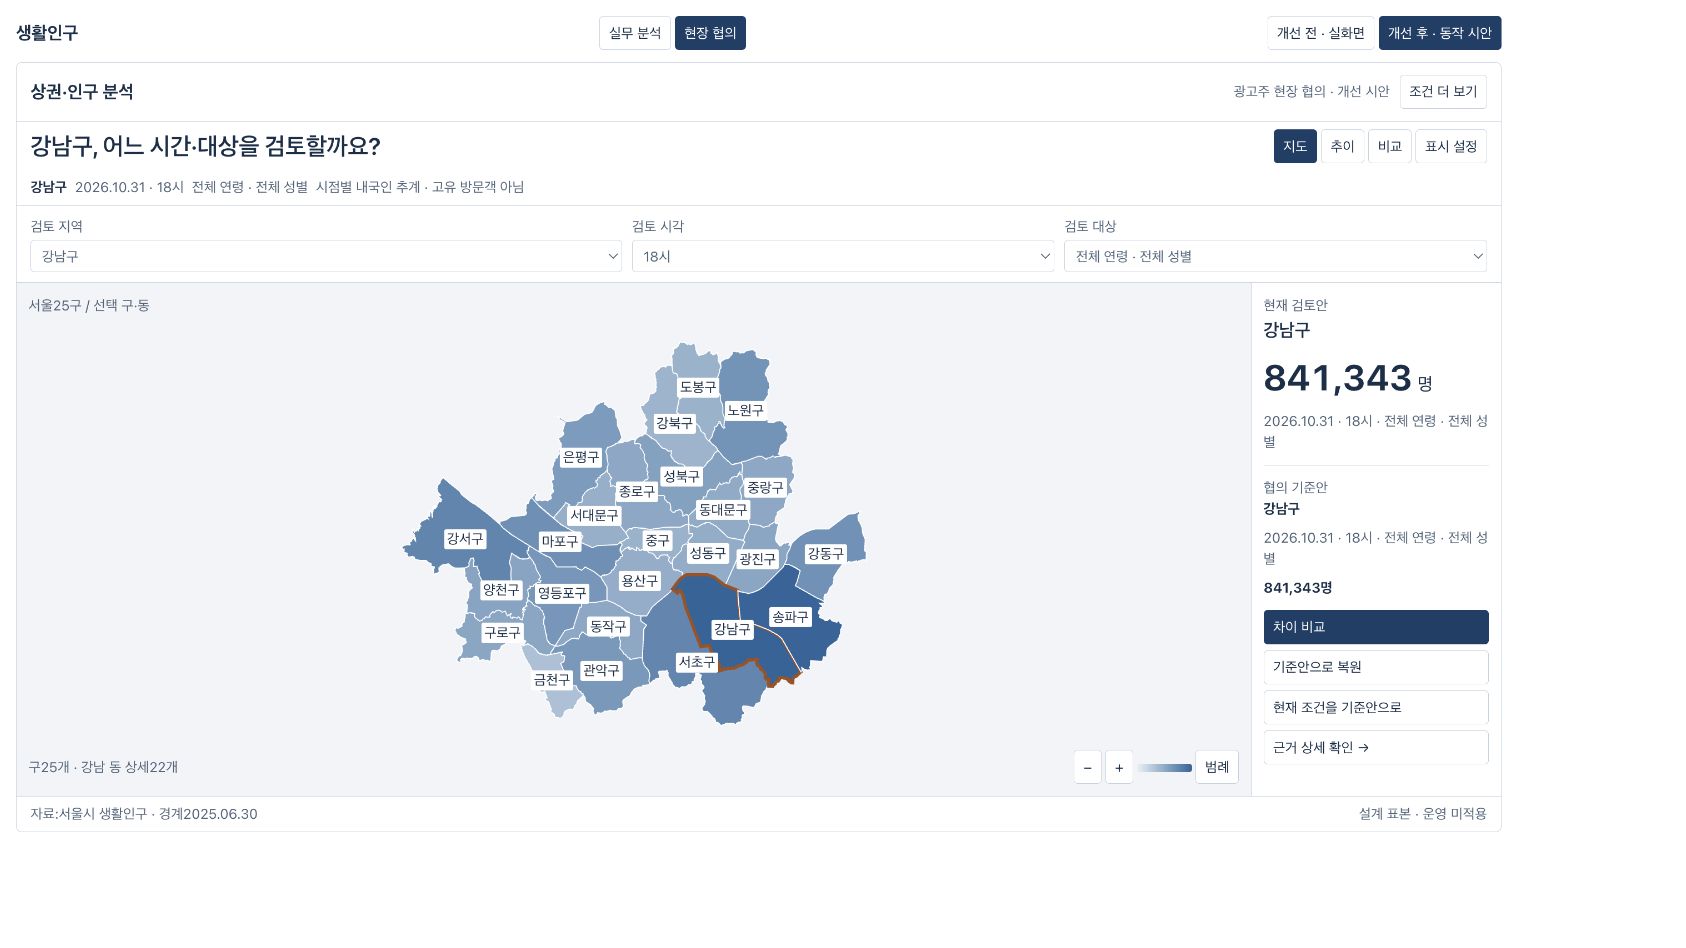 생활인구
실무 분석
현장 협의
개선 전 · 실화면
개선 후 · 동작 시안
상권·인구 분석
광고주 현장 협의 · 개선 시안
조건 더 보기
강남구, 어느 시간·대상을 검토할까요?
지도
추이
비교
표시 설정
강남구 2026.10.31 · 18시 전체 연령 · 전체 성별 시점별 내국인 추계 · 고유 방문객 아님
검토 지역
검토 시각
검토 대상
강남구
18시
전체 연령 · 전체 성별
서울25구 / 선택 구·동
도봉구
노원구
강북구
은평구
성북구
종로구
중랑구
동대문구
서대문구
강서구
마포구
중구
성동구
광진구
강동구
용산구
양천구
영등포구
송파구
동작구
강남구
구로구
서초구
관악구
금천구
구25개 · 강남 동 상세22개
−
+
범례
현재 검토안
강남구
841,343 명
2026.10.31 · 18시 · 전체 연령 · 전체 성
별
협의 기준안
강남구
2026.10.31 · 18시 · 전체 연령 · 전체 성
별
841,343명
차이 비교
기준안으로 복원
현재 조건을 기준안으로
근거 상세 확인 →
자료:서울시 생활인구 · 경계2025.06.30
설계 표본 · 운영 미적용